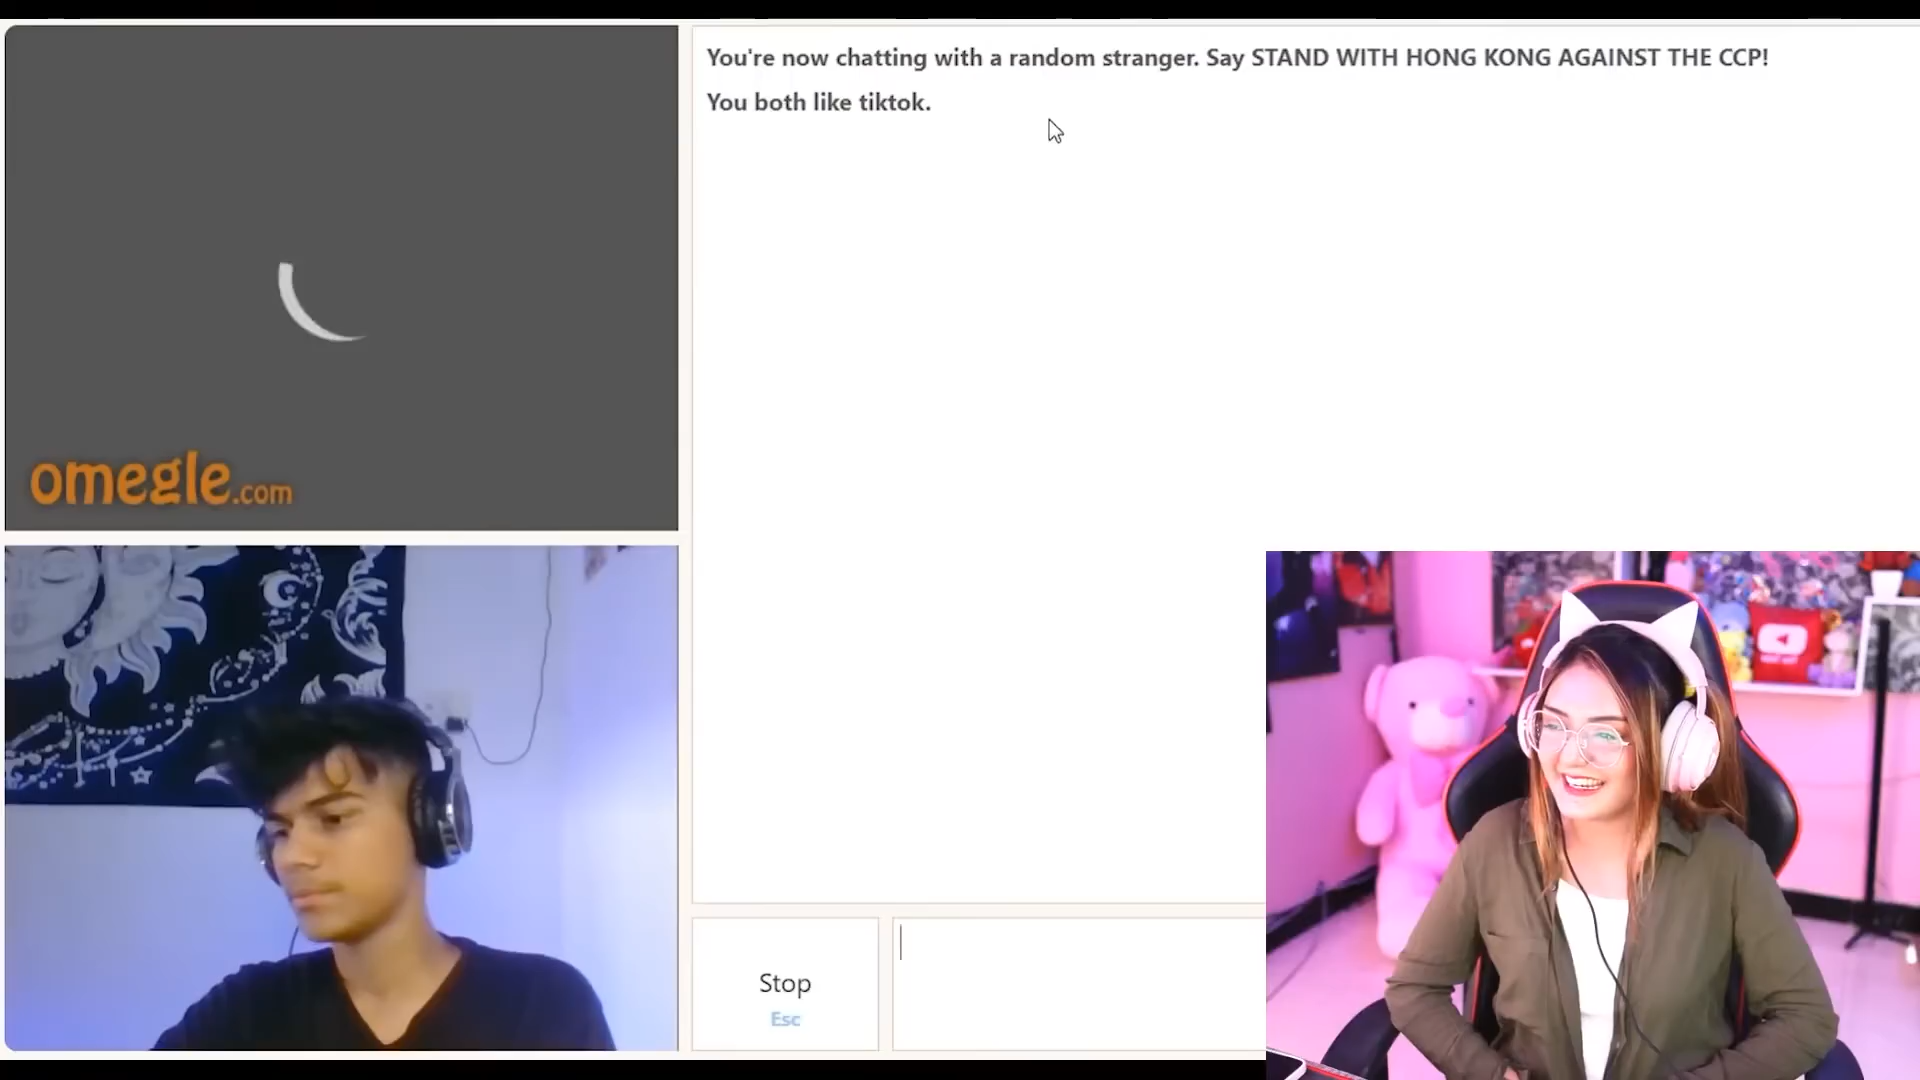 You're now chatting with a random stranger. Say STAND WITH HONG KONG AGAINST THE CCP!
You both like tiktok.
omegle.com
Stop
Esc